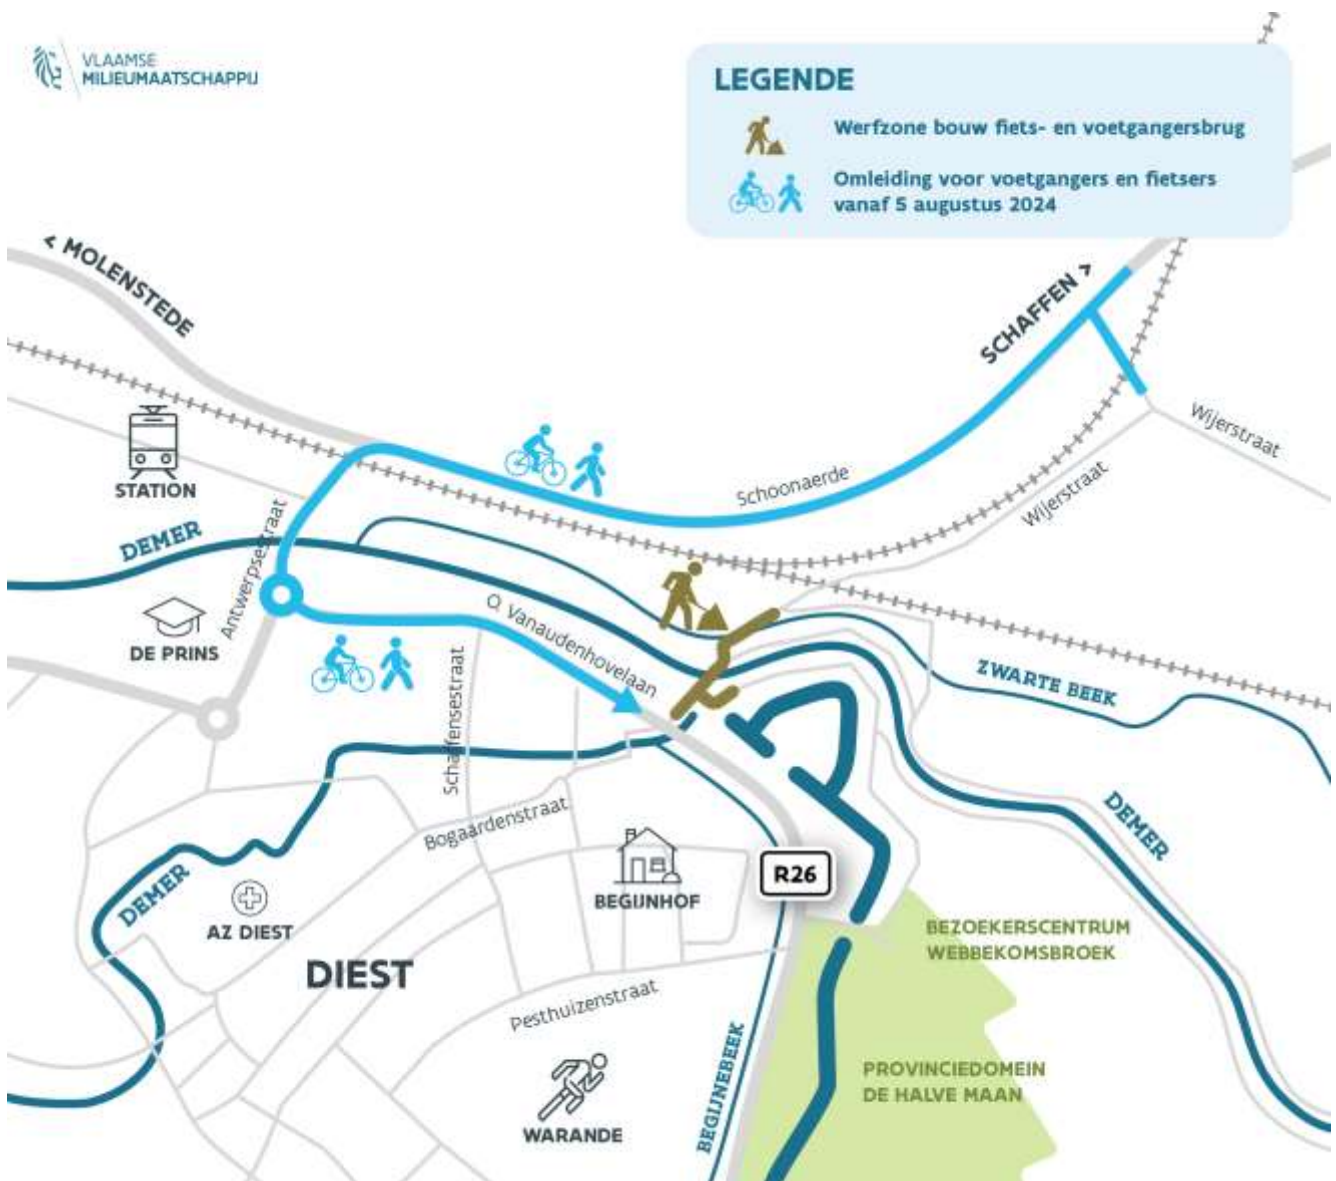 VLAAMSE
MILIEUMAATSCHAPPIJ
LEGENDE
Werfzone bouw fiets- en voetgangersbrug
Omleiding voor voetgangers en fietsers
vanaf 5 augustus 2024
< MOLENSTEDE
SCHAFFEN >
STATION
Wijerstraat
Wijerstraat
Schoonaerde
DEMER
Antwerpsestraat
DE PRINS
O. Vanaudenhovelaan
Schaffensestraat
ZWARTE BEEK
DEMER
Bogaardenstraat
R26
DEMER
BEGIJNHOF
AZ DIEST
BEZOEKERSCENTRUM
WEBBEKOMSBROEK
DIEST
Pesthuizenstraat
BEGIJNEBEEK
PROVINCIEDOMEIN
DE HALVE MAAN
WARANDE